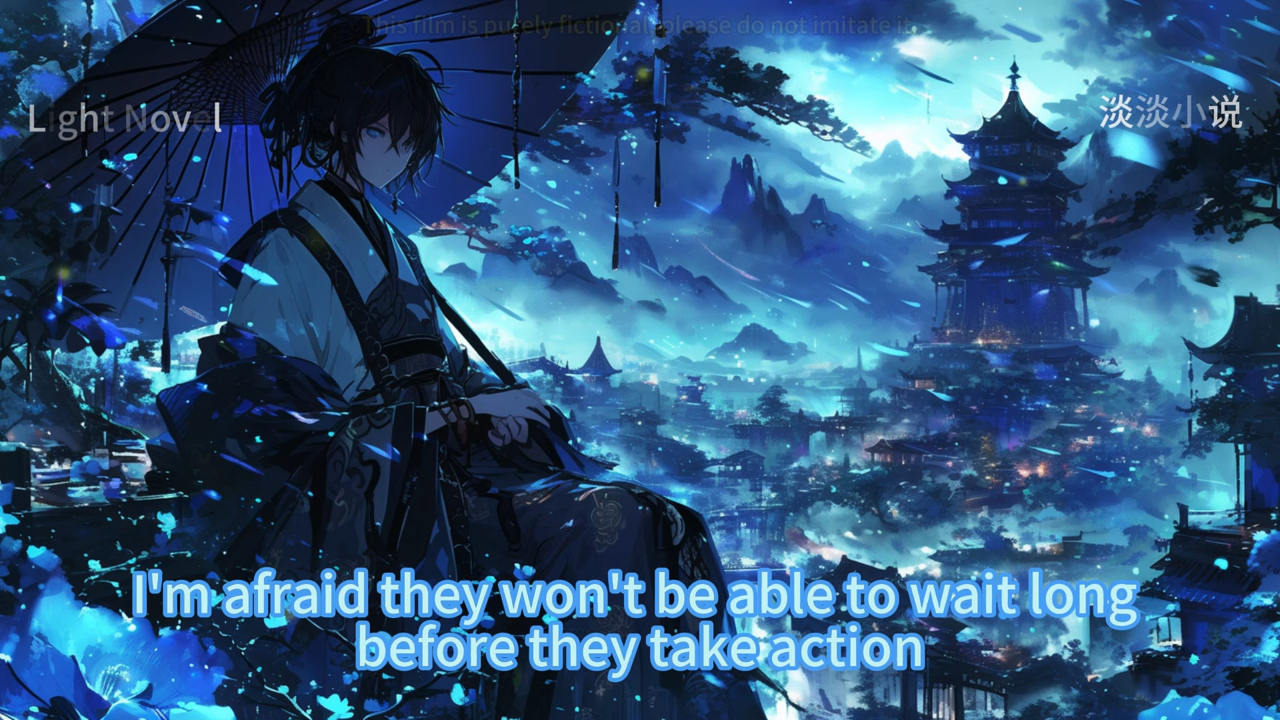 This film is purely fictional, please do not imitate it
Light Novel
淡淡小说
I'm afraid they won't be able to wait long
before they take action